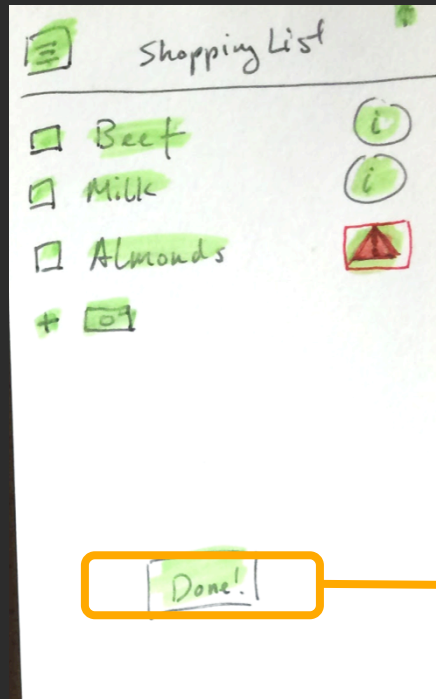 Shopping List
Beef i
Milk i
Almonds !
+
Done!